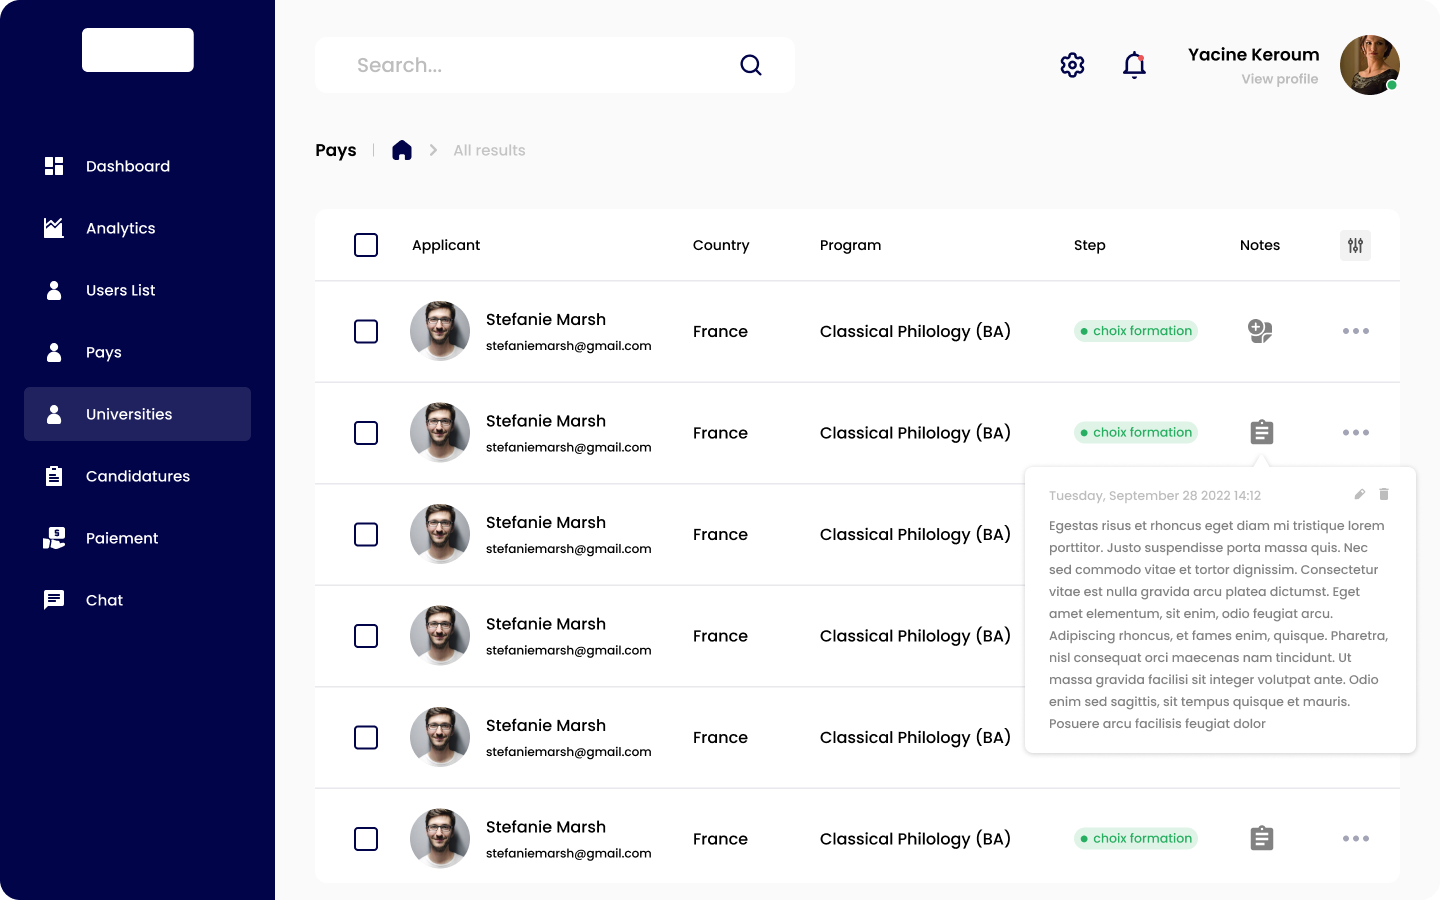 Search...
Yacine Keroum
View profile
Dashboard
Analytics
Users List
Pays
Universities
Candidatures
Paiement
Chat
Pays
All results
Applicant Country Program Step Notes
Stefanie Marsh
stefaniemarsh@gmail.com
France Classical Philology (BA) choix formation
Stefanie Marsh
stefaniemarsh@gmail.com
France Classical Philology (BA) choix formation
Tuesday, September 28 2022 14:12
Egestas risus et rhoncus eget diam mi tristique lorem
porttitor. Justo suspendisse porta massa quis. Nec
sed commodo vitae et tortor dignissim. Consectetur
vitae est nulla gravida arcu platea dictumst. Eget
amet elementum, sit enim, odio feugiat arcu.
Adipiscing rhoncus, et fames enim, quisque. Pharetra,
nisl consequat orci maecenas nam tincidunt. Ut
massa gravida facilisi sit integer volutpat ante. Odio
enim sed sagittis, sit tempus quisque et mauris.
Posuere arcu facilisis feugiat dolor
Stefanie Marsh
stefaniemarsh@gmail.com
France Classical Philology (BA)
Stefanie Marsh
stefaniemarsh@gmail.com
France Classical Philology (BA)
Stefanie Marsh
stefaniemarsh@gmail.com
France Classical Philology (BA)
Stefanie Marsh
stefaniemarsh@gmail.com
France Classical Philology (BA) choix formation